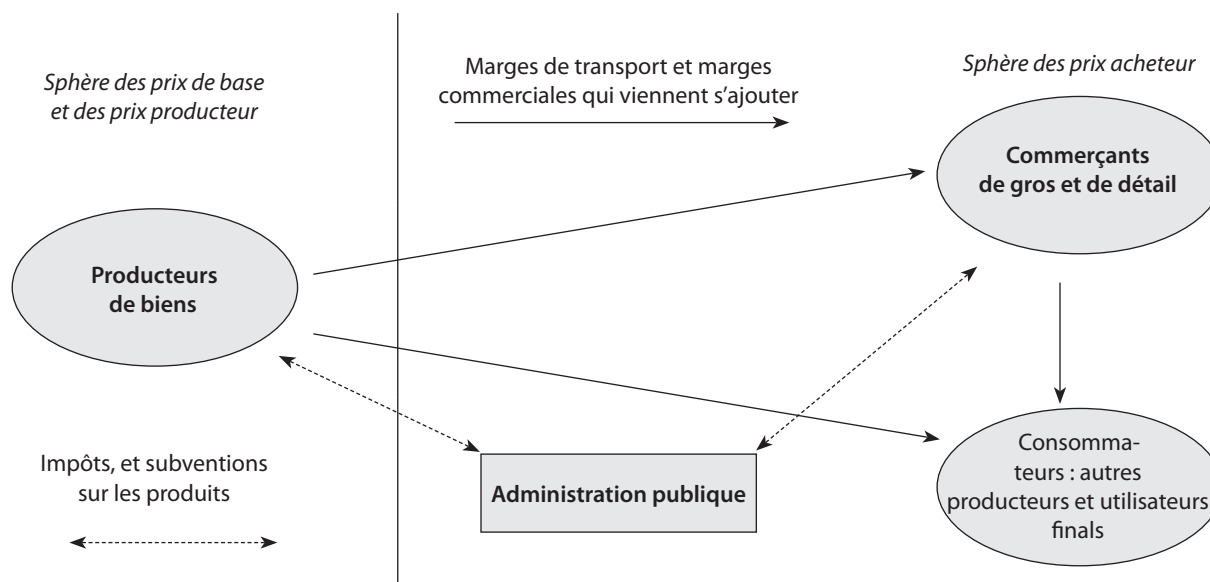 Sphère des prix de base
et des prix producteur
Marges de transport et marges
commerciales qui viennent s’ajouter
Sphère des prix acheteur
Commerçants
de gros et de détail
Producteurs
de biens
Impôts, et subventions
sur les produits
Administration publique
Consomma-
teurs : autres
producteurs et utilisateurs
finals